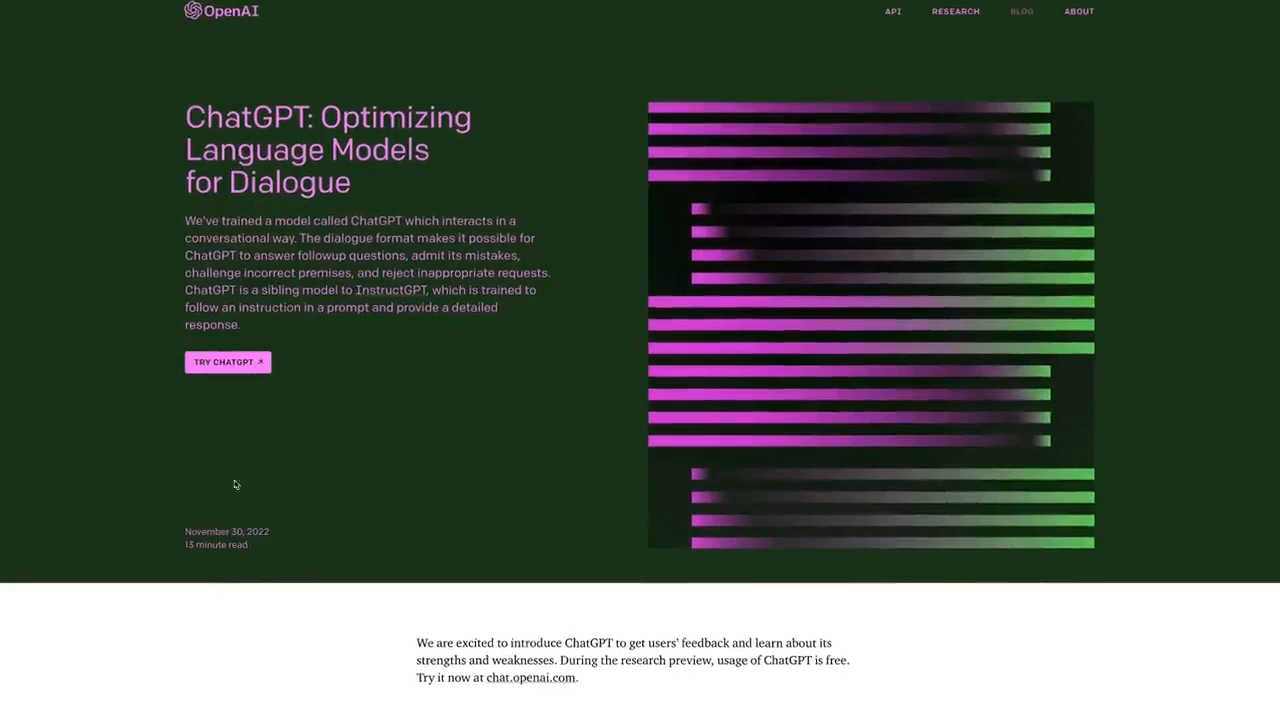 OpenAI
API RESEARCH BLOG ABOUT
ChatGPT: Optimizing
Language Models
for Dialogue
We've trained a model called ChatGPT which interacts in a
conversational way. The dialogue format makes it possible for
ChatGPT to answer followup questions, admit its mistakes,
challenge incorrect premises, and reject inappropriate requests.
ChatGPT is a sibling model to InstructGPT, which is trained to
follow an instruction in a prompt and provide a detailed
response.
TRY CHATGPT ↗
November 30, 2022
13 minute read
We are excited to introduce ChatGPT to get users' feedback and learn about its
strengths and weaknesses. During the research preview, usage of ChatGPT is free.
Try it now at chat.openai.com.